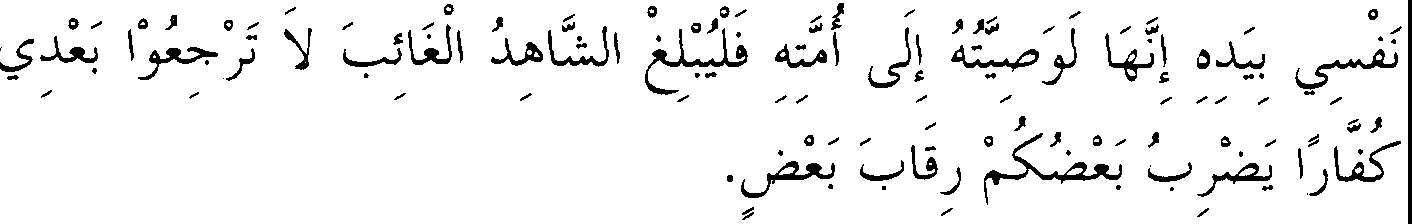 نَفْسِي بِيَدِهِ إِنَّهَا لَوَصِيَّتُهُ إِلَى أُمَّتِهِ فَلْيُبْلِغْ الشَّاهِدُ الْغَائِبَ لاَ تَرْجِعُوْا بَعْدِي
كُفَّارًا يَضْرِبُ بَعْضُكُمْ رِقَابَ بَعْضٍ.